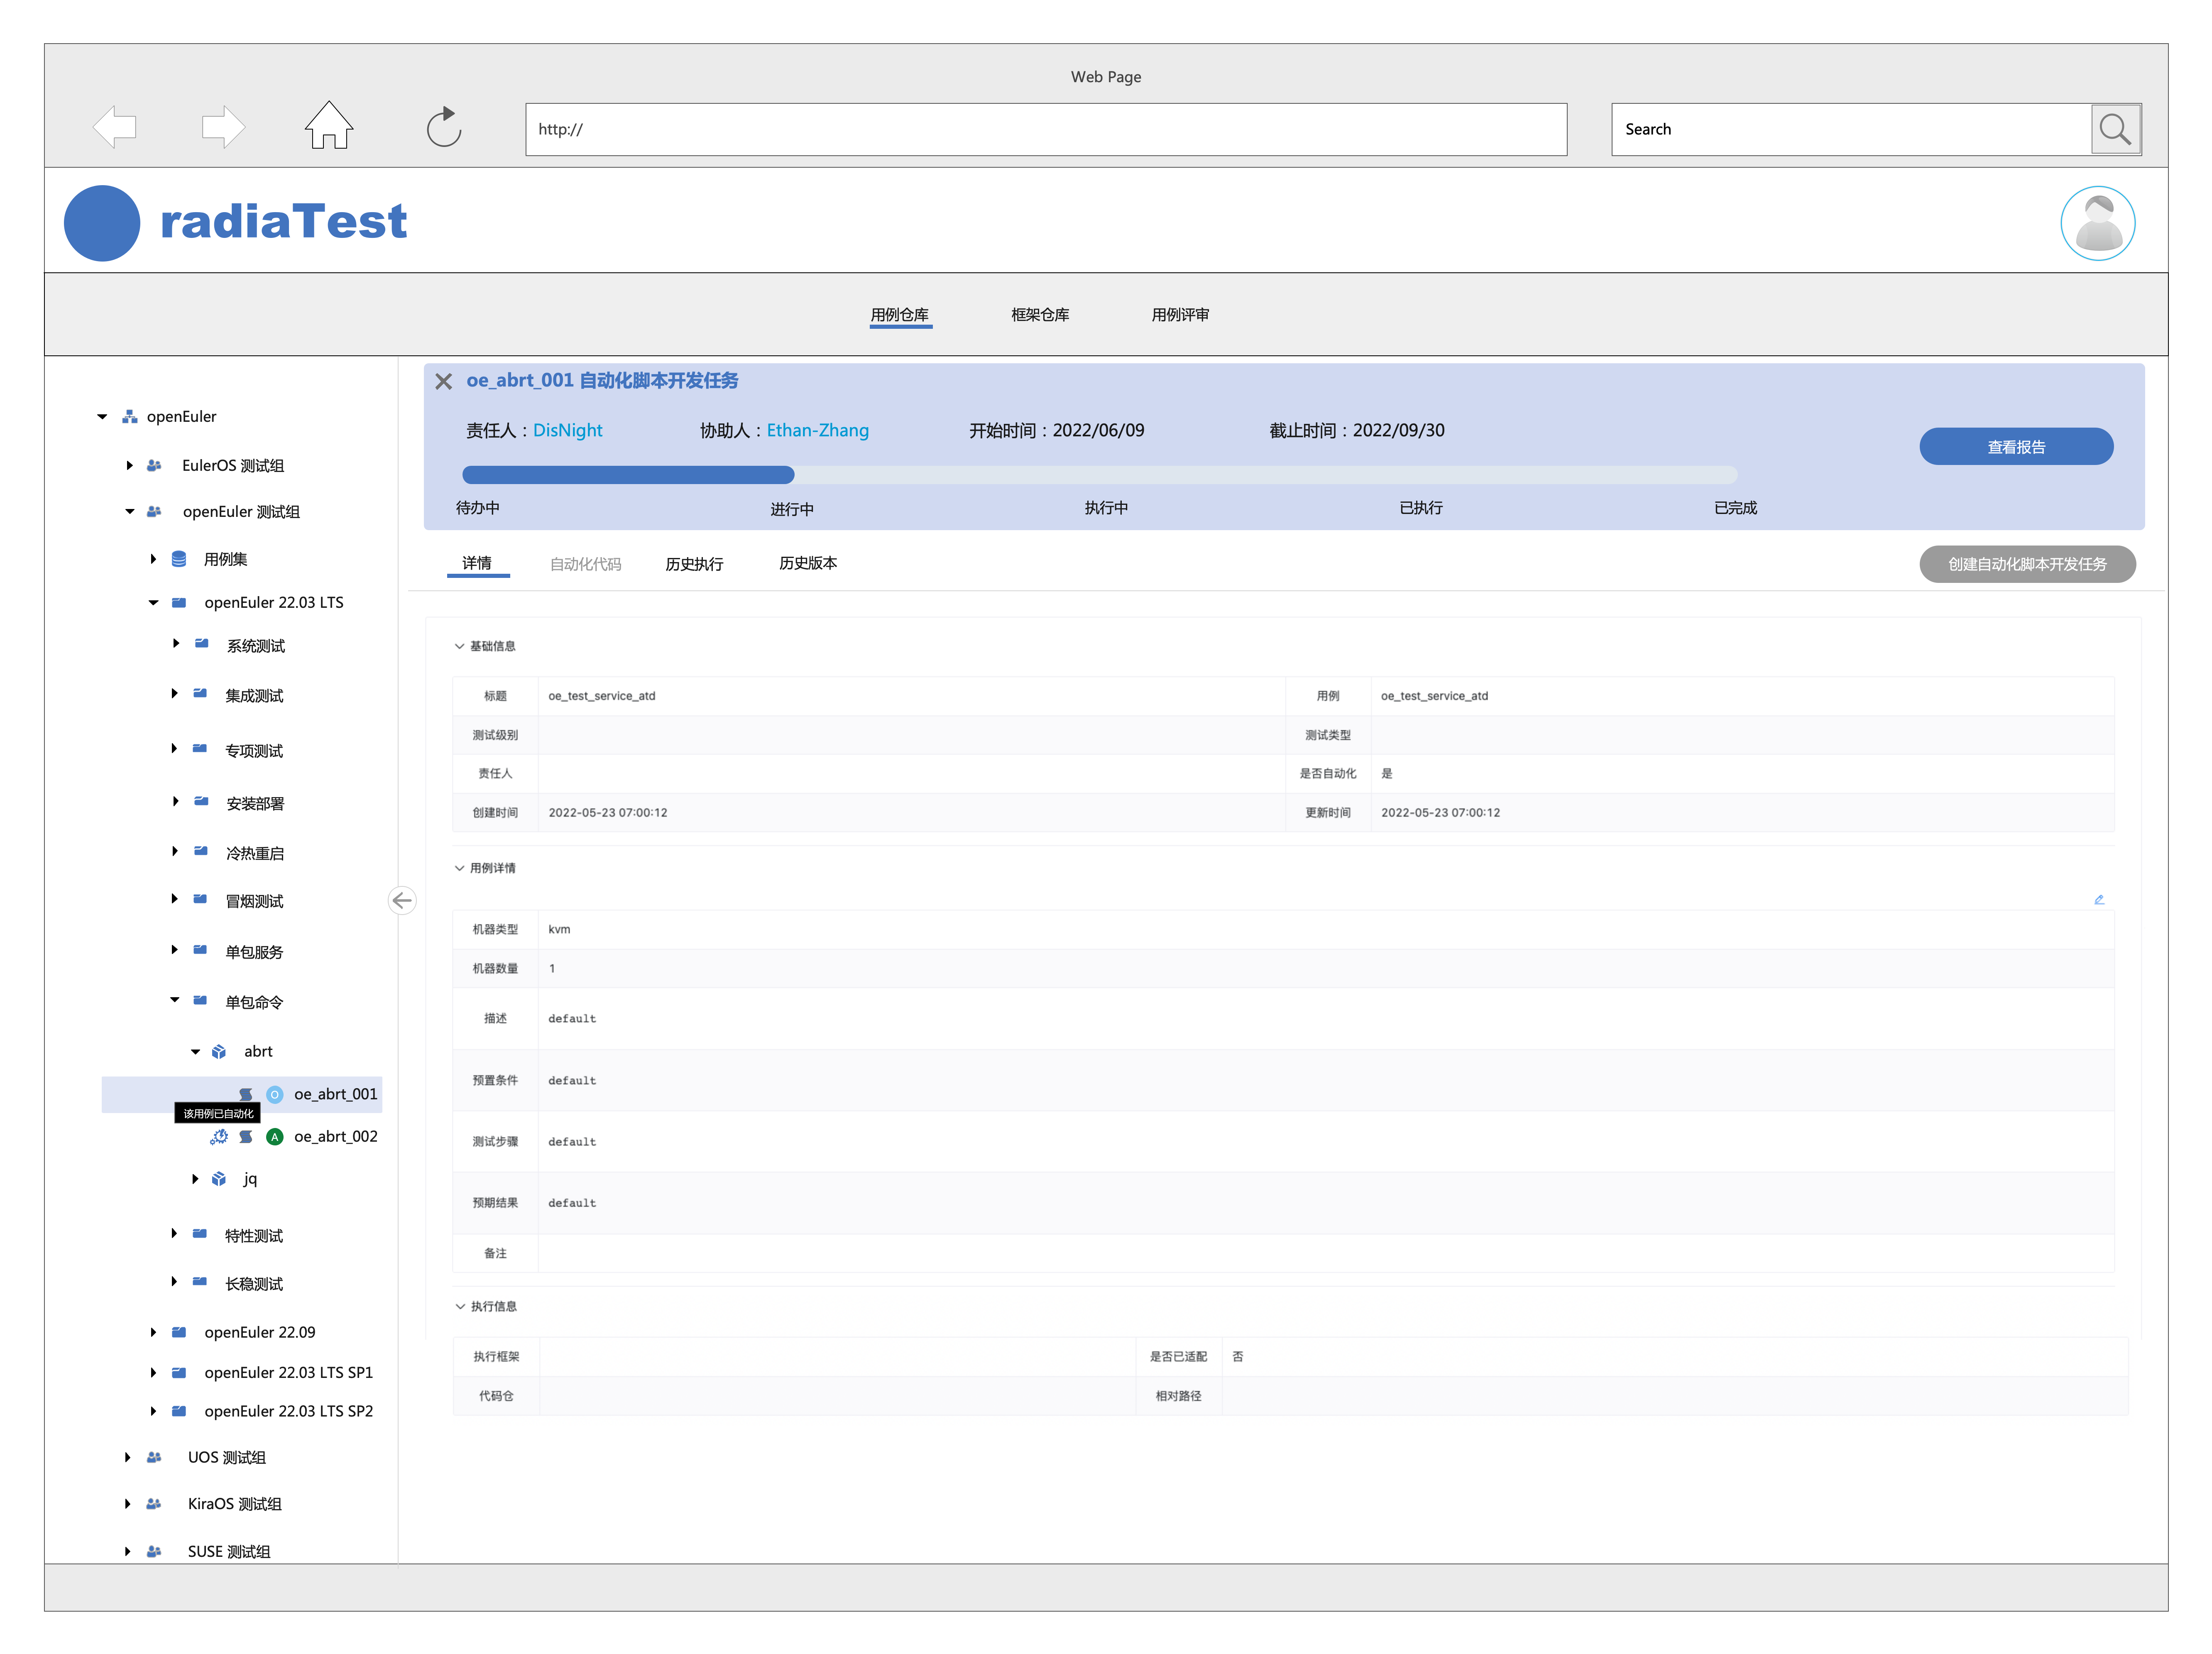 Web Page
http://
Search
radiaTest
用例仓库 框架仓库 用例评审
openEuler
EulerOS 测试组
openEuler 测试组
用例集
openEuler 22.03 LTS
系统测试
集成测试
专项测试
安装部署
冷热重启
冒烟测试
单包服务
单包命令
abrt
O oe_abrt_001
该用例已自动化
A oe_abrt_002
jq
特性测试
长稳测试
openEuler 22.09
openEuler 22.03 LTS SP1
openEuler 22.03 LTS SP2
UOS 测试组
KiraOS 测试组
SUSE 测试组
oe_abrt_001 自动化脚本开发任务
责任人：DisNight 协助人：Ethan-Zhang 开始时间：2022/06/09 截止时间：2022/09/30
查看报告
待办中 进行中 执行中 已执行 已完成
详情 自动化代码 历史执行 历史版本 创建自动化脚本开发任务
基础信息
标题 oe_test_service_atd 用例 oe_test_service_atd
测试级别 测试类型
责任人 是否自动化 是
创建时间 2022-05-23 07:00:12 更新时间 2022-05-23 07:00:12
用例详情
机器类型 kvm
机器数量 1
描述 default
预置条件 default
测试步骤 default
预期结果 default
备注
执行信息
执行框架 是否已适配 否
代码仓 相对路径